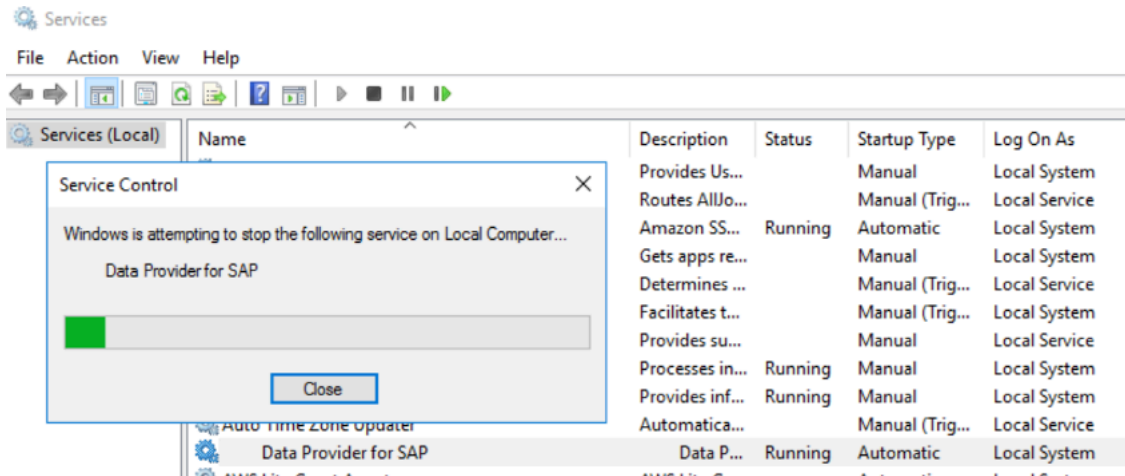 Services
File Action View Help
Services (Local)
Name Description Status Startup Type Log On As
Service Control
Windows is attempting to stop the following service on Local Computer...
Data Provider for SAP
Close
Provides Us... Manual Local System
Routes AllJo... Manual (Trig... Local Service
Amazon SS... Running Automatic Local System
Gets apps re... Manual Local System
Determines ... Manual (Trig... Local Service
Facilitates t... Manual (Trig... Local System
Provides su... Manual Local Service
Processes in... Running Manual Local System
Provides inf... Running Manual Local System
Auto Time Zone Updater Automatica... Manual (Trig... Local Service
Data Provider for SAP Data P... Running Automatic Local System